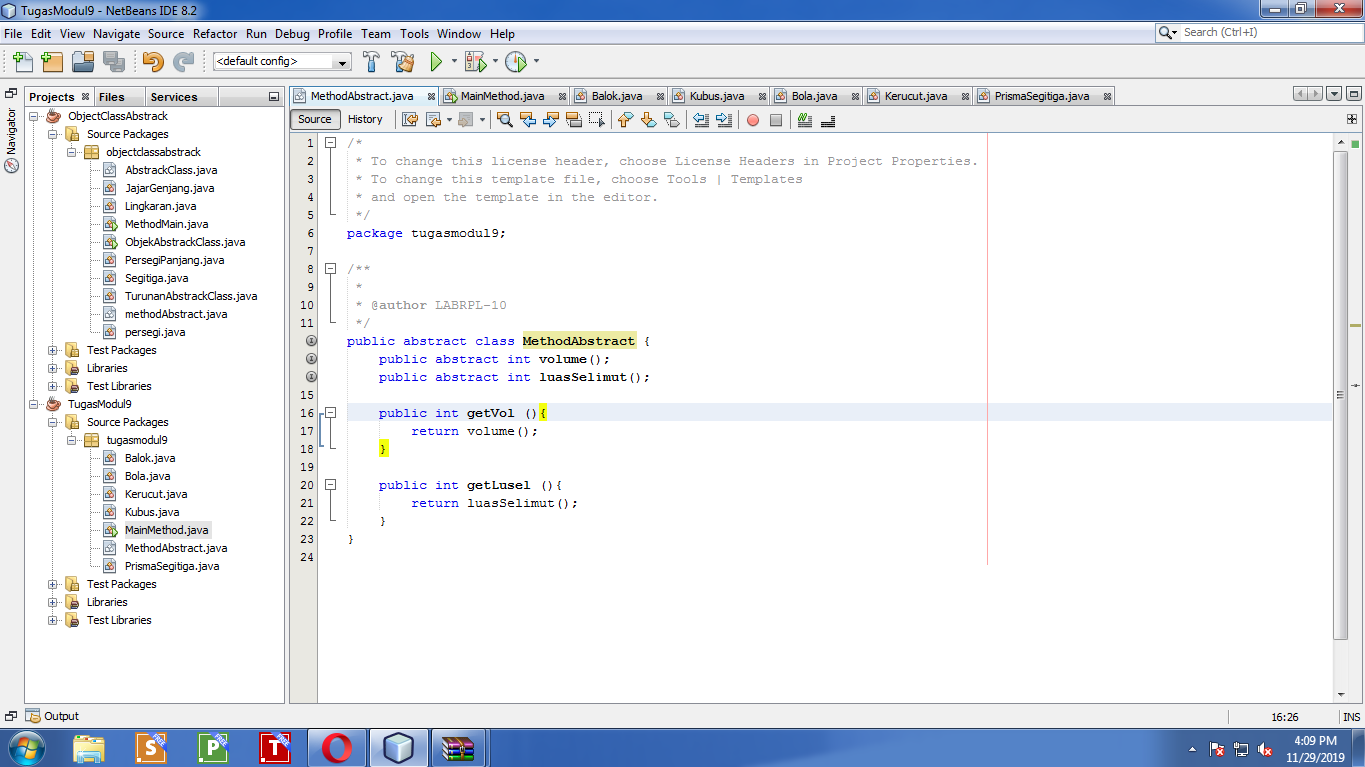 TugasModul9 - NetBeans IDE 8.2
File Edit View Navigate Source Refactor Run Debug Profile Team Tools Window Help
Search (Ctrl+I)
<default config>
Navigator
Projects Files Services
ObjectClassAbstrack
Source Packages
objectclassabstrack
AbstrackClass.java
JajarGenjang.java
Lingkaran.java
MethodMain.java
ObjekAbstrackClass.java
PersegiPanjang.java
Segitiga.java
TurunanAbstrackClass.java
methodAbstract.java
persegi.java
Test Packages
Libraries
Test Libraries
TugasModul9
Source Packages
tugasmodul9
Balok.java
Bola.java
Kerucut.java
Kubus.java
MainMethod.java
MethodAbstract.java
PrismaSegitiga.java
Test Packages
Libraries
Test Libraries
MethodAbstract.java MainMethod.java Balok.java Kubus.java Bola.java Kerucut.java PrismaSegitiga.java
Source History
1 /*
2 * To change this license header, choose License Headers in Project Properties.
3 * To change this template file, choose Tools | Templates
4 * and open the template in the editor.
5 */
6 package tugasmodul9;
7
8 /**
9 *
10 * @author LABRPL-10
11 */
public abstract class MethodAbstract {
public abstract int volume();
public abstract int luasSelimut();
15
16 public int getVol (){
17 return volume();
18 }
19
20 public int getLusel (){
21 return luasSelimut();
22 }
23 }
24
Output
16:26 INS
S FREE P FREE T FREE
4:09 PM
11/29/2019